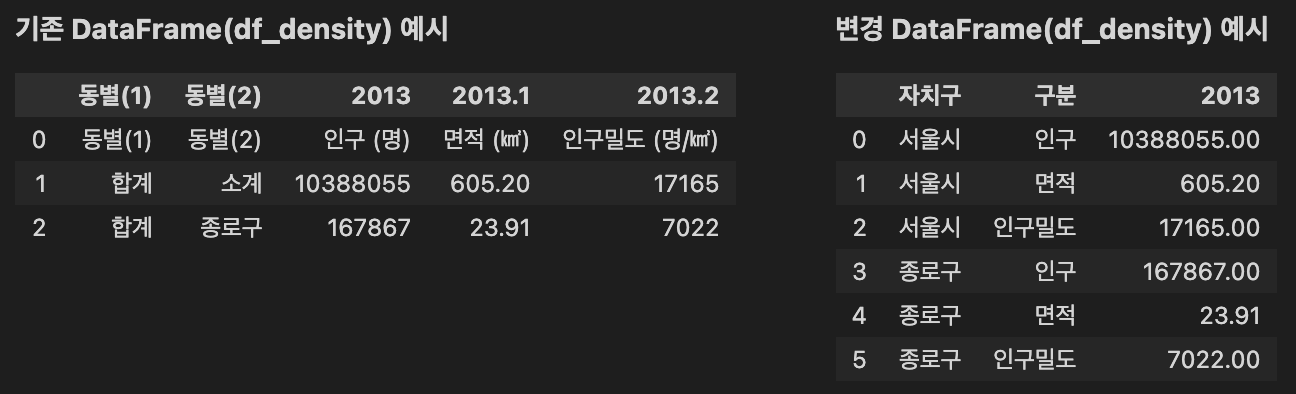 기존 DataFrame(df_density) 예시
동별(1) 동별(2) 2013 2013.1 2013.2
0 동별(1) 동별(2) 인구 (명) 면적 (㎢) 인구밀도 (명/㎢)
1 합계 소계 10388055 605.20 17165
2 합계 종로구 167867 23.91 7022
변경 DataFrame(df_density) 예시
자치구 구분 2013
0 서울시 인구 10388055.00
1 서울시 면적 605.20
2 서울시 인구밀도 17165.00
3 종로구 인구 167867.00
4 종로구 면적 23.91
5 종로구 인구밀도 7022.00